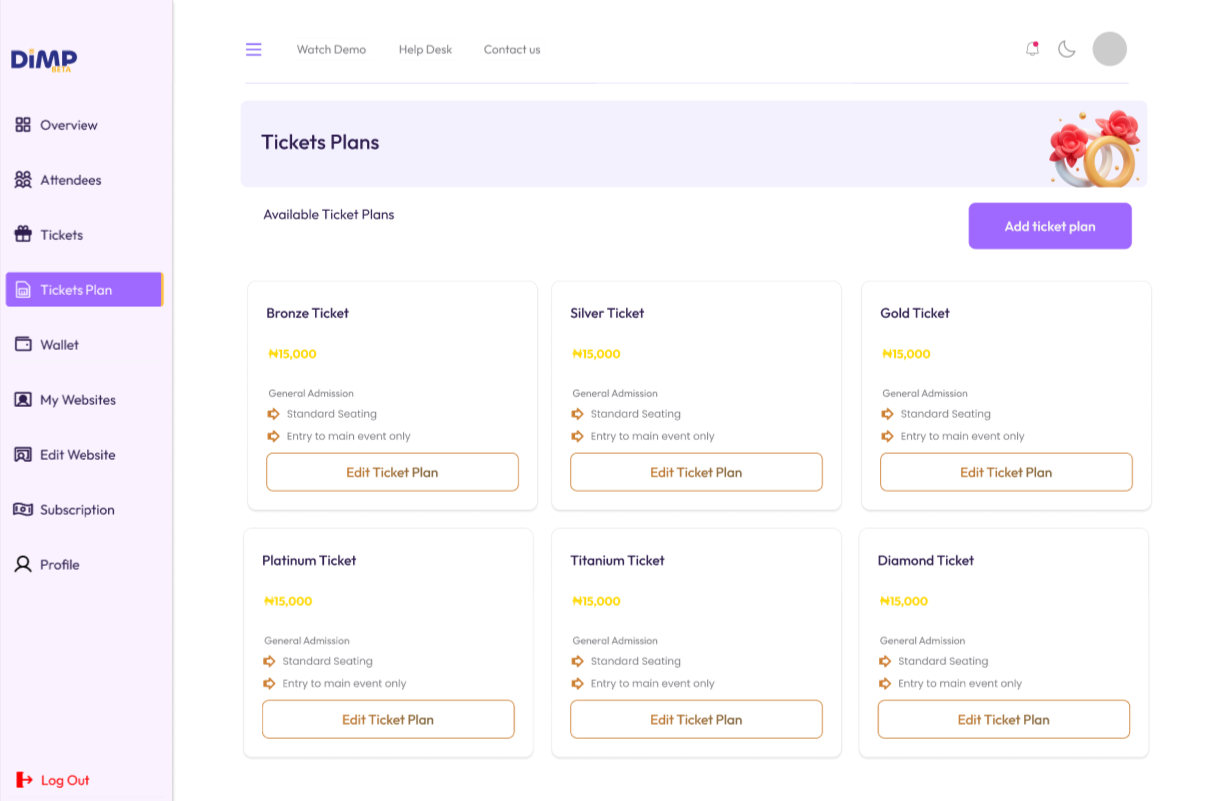 DiMP
BETA
Overview
Attendees
Tickets
Tickets Plan
Wallet
My Websites
Edit Website
Subscription
Profile
Log Out
Watch Demo Help Desk Contact us
Tickets Plans
Available Ticket Plans
Add ticket plan
Bronze Ticket
₦15,000
General Admission
Standard Seating
Entry to main event only
Edit Ticket Plan
Silver Ticket
₦15,000
General Admission
Standard Seating
Entry to main event only
Edit Ticket Plan
Gold Ticket
₦15,000
General Admission
Standard Seating
Entry to main event only
Edit Ticket Plan
Platinum Ticket
₦15,000
General Admission
Standard Seating
Entry to main event only
Edit Ticket Plan
Titanium Ticket
₦15,000
General Admission
Standard Seating
Entry to main event only
Edit Ticket Plan
Diamond Ticket
₦15,000
General Admission
Standard Seating
Entry to main event only
Edit Ticket Plan